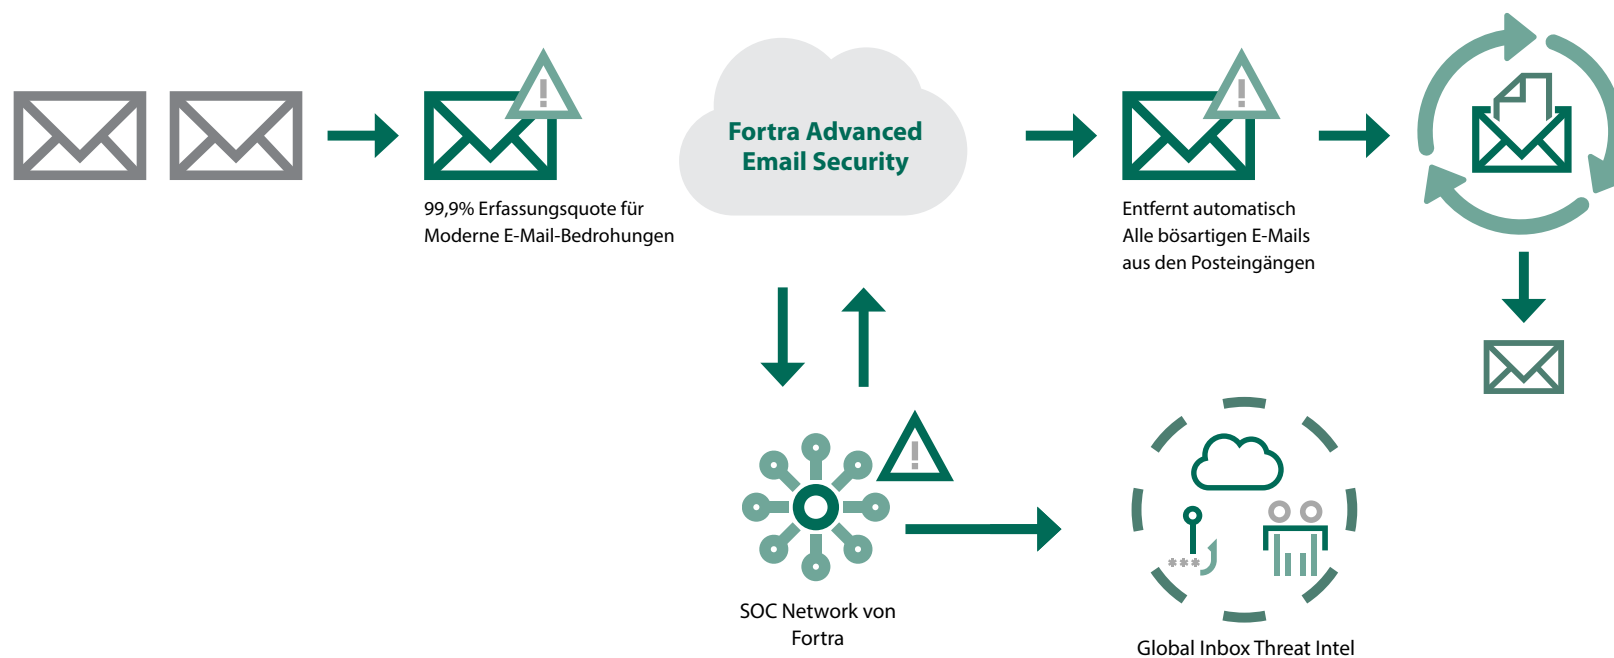 Fortra Advanced
Email Security
99,9% Erfassungsquote für
Moderne E-Mail-Bedrohungen
Entfernt automatisch
Alle bösartigen E-Mails
aus den Posteingängen
SOC Network von
Fortra
***
Global Inbox Threat Intel